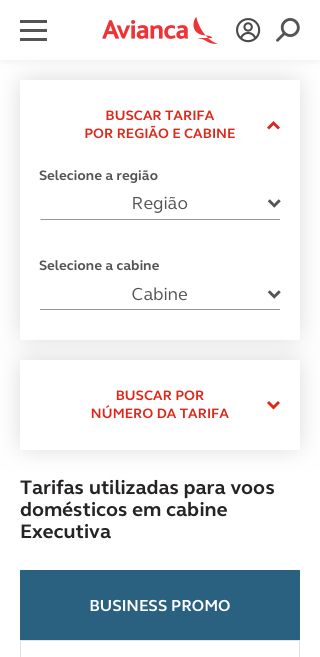 Avianca
BUSCAR TARIFA
POR REGIÃO E CABINE
Selecione a região
Região
Selecione a cabine
Cabine
BUSCAR POR
NÚMERO DA TARIFA
Tarifas utilizadas para voos
domésticos em cabine
Executiva
BUSINESS PROMO